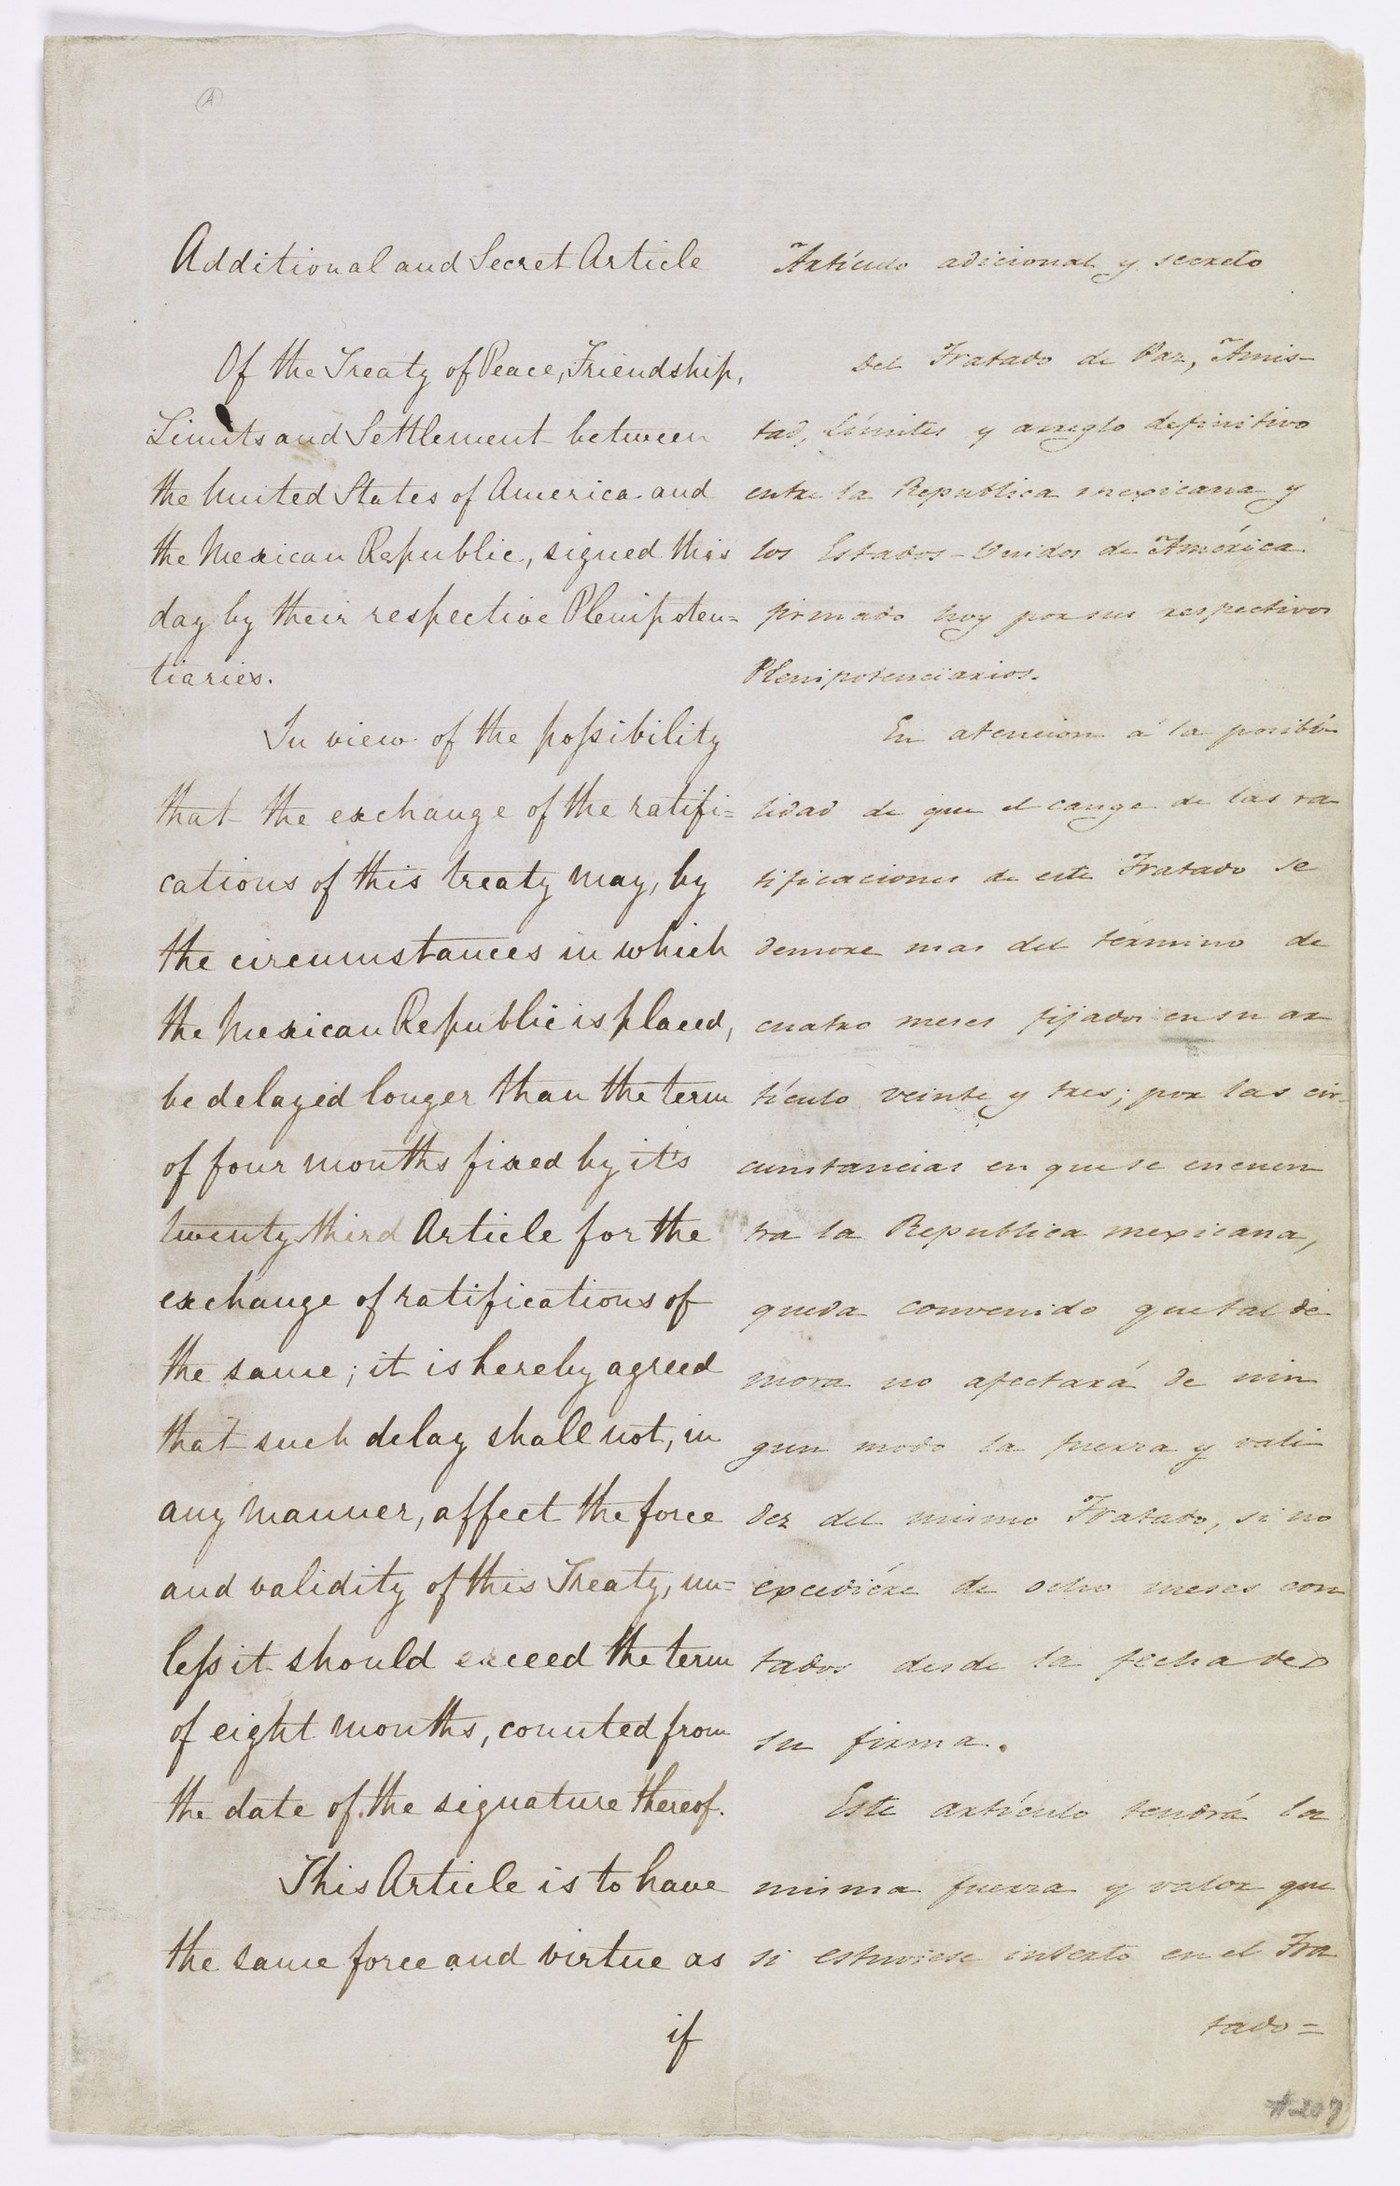 Additional and Secret Article
Of the Treaty of Peace, Friendship,
Limits and Settlement between
the United States of America and
the Mexican Republic, signed this
day by their respective Plenipoten=
tiaries.
In view of the possibility
that the exchange of the ratifi=
cations of this treaty may, by
the circumstances in which
the Mexican Republic is placed,
be delayed longer than the term
of four months fixed by it's
twenty third Article for the
exchange of ratifications of
the same; it is hereby agreed
that such delay shall not, in
any manner, affect the force
and validity of this Treaty, un=
less it should exceed the term
of eight months, counted from
the date of the signature thereof.
This Article is to have
the same force and virtue as
if
Artículo adicional y secreto
Del Tratado de Paz, Amis-
tad, Límites y arreglo definitivo
entre la Republica mexicana y
los Estados-Unidos de América
firmado hoy por sus respectivos
Plenipotenciarios.
En atencion á la posibi-
lidad de que el cange de las ra
tificaciones de este Tratado se
demore mas del término de
cuatro meses fijados en su ar
tículo veinte y tres; por las cir-
cunstancias en que se encuen
tra la Republica mexicana,
queda convenido que tal de
mora no afectará de nin
gun modo la fuerza y vali
dez del mismo Tratado, si no
excediére de ocho meses con
tados desde la fecha de
su firma.
Este artículo tendrá la
misma fuerza y valor que
si estuviese inserto en el Tra
tado=
#207